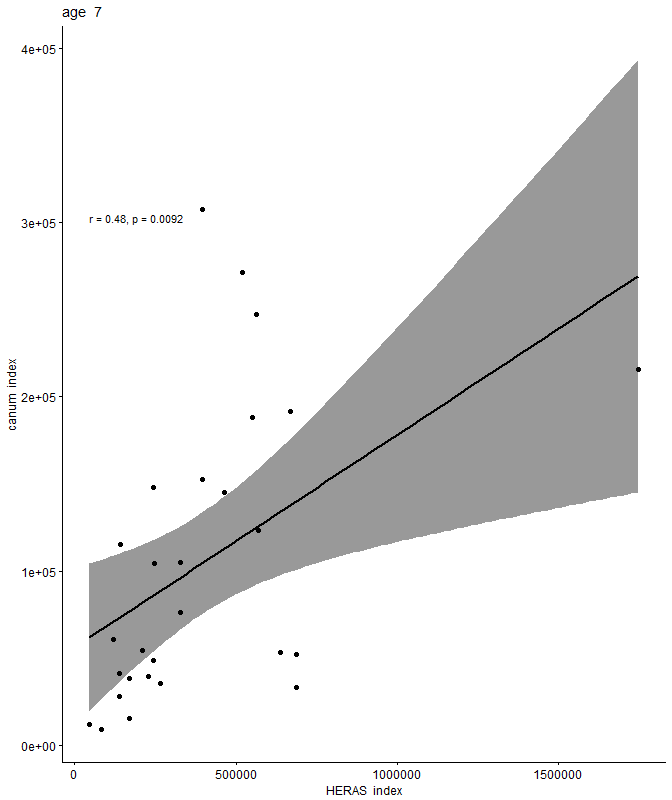 age 7
4e+05
3e+05
r = 0.48, p = 0.0092
2e+05
1e+05
0e+00
canum index
0
500000
1000000
1500000
HERAS index